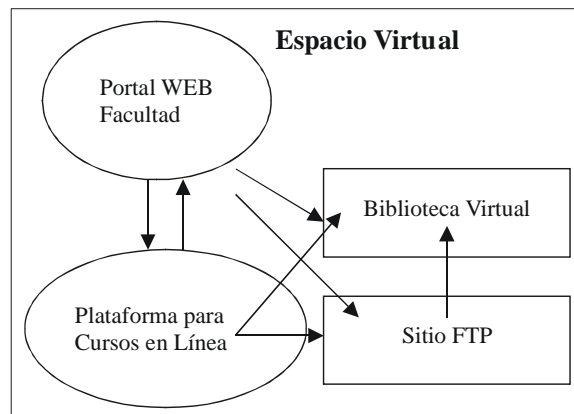 Espacio Virtual
Portal WEB
Facultad
Biblioteca Virtual
Plataforma para
Cursos en Línea
Sitio FTP